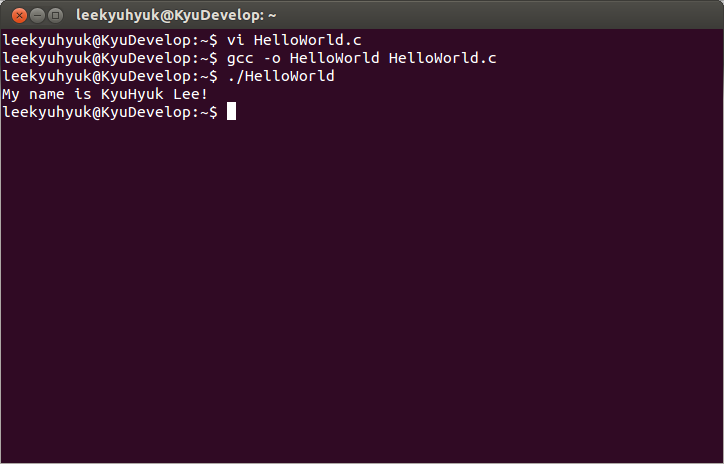 leekyuhyuk@KyuDevelop: ~
leekyuhyuk@KyuDevelop:~$ vi HelloWorld.c
leekyuhyuk@KyuDevelop:~$ gcc -o HelloWorld HelloWorld.c
leekyuhyuk@KyuDevelop:~$ ./HelloWorld
My name is KyuHyuk Lee!
leekyuhyuk@KyuDevelop:~$